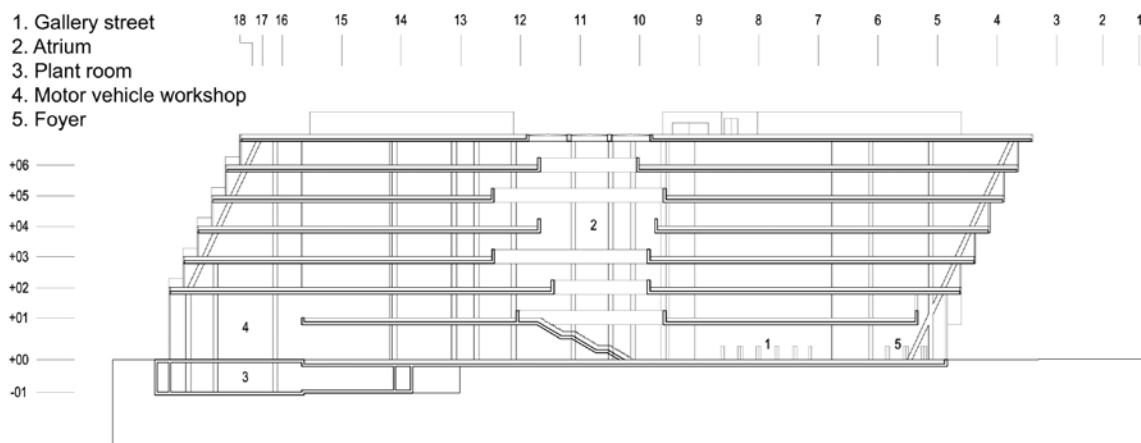 1. Gallery street
2. Atrium
3. Plant room
4. Motor vehicle workshop
5. Foyer
18 17 16 15 14 13 12 11 10 9 8 7 6 5 4 3 2 1
+06
+05
+04
2
+03
+02
+01
4
1
5
+00
3
-01